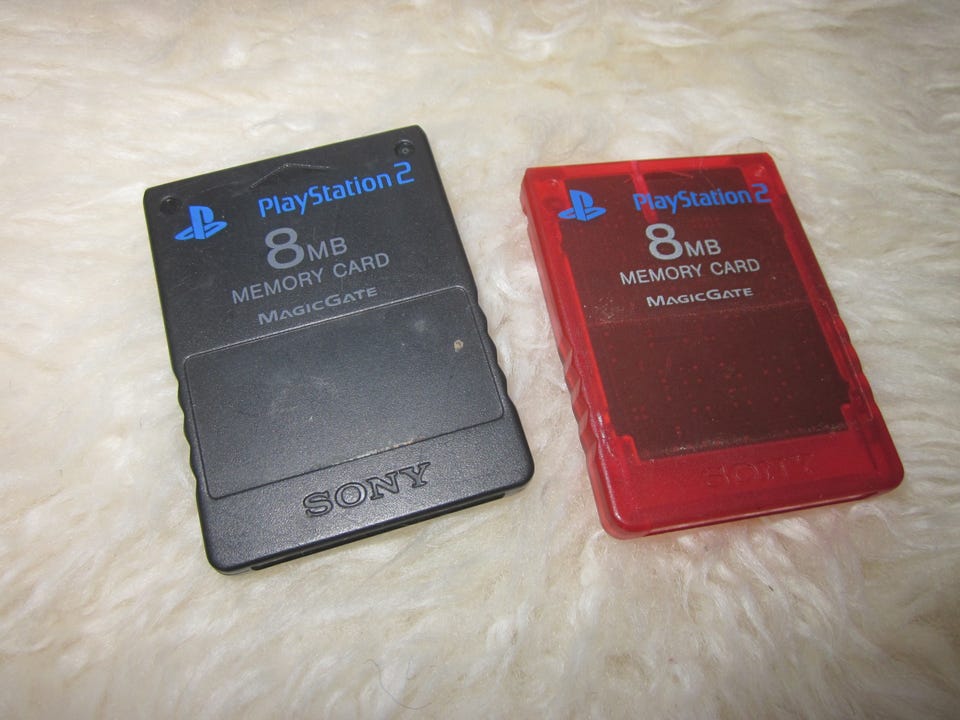 PlayStation 2
8MB
MEMORY CARD
MAGICGATE
SONY
PlayStation 2
8MB
MEMORY CARD
MAGICGATE
SONY